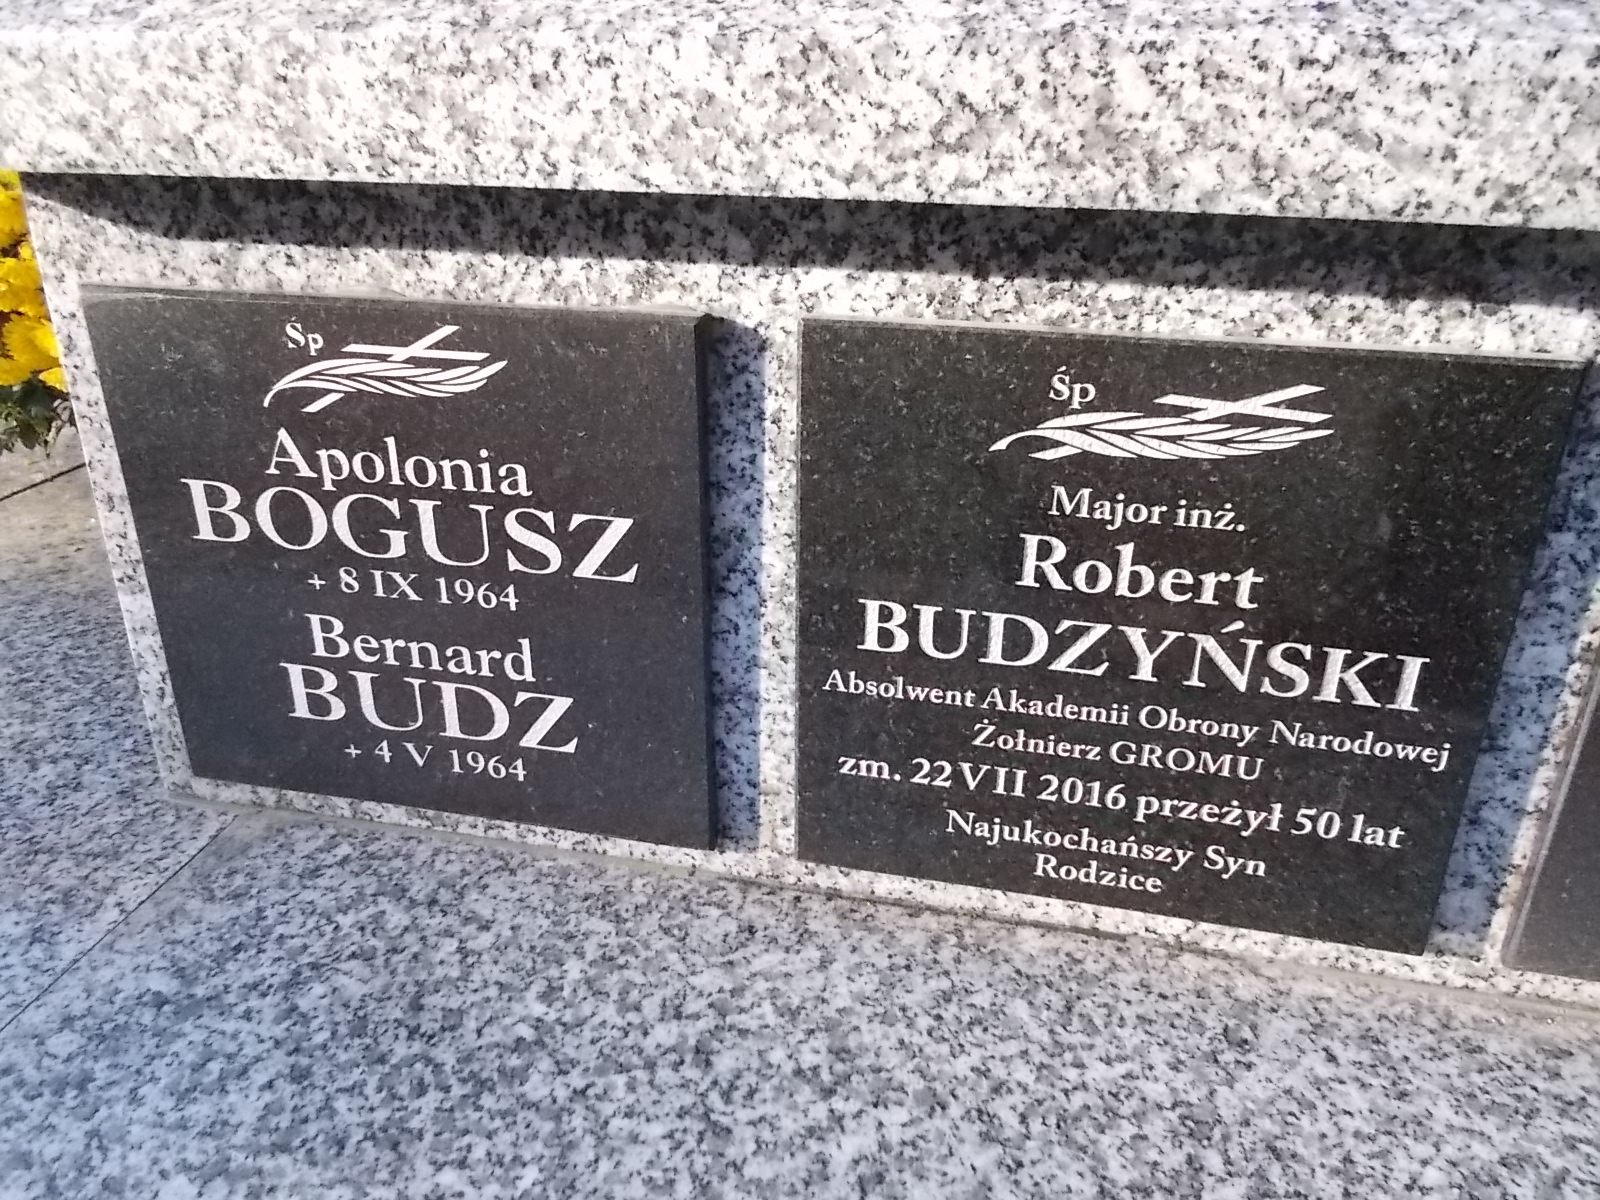 Śp
Apolonia
BOGUSZ
+ 8 IX 1964
Bernard
BUDZ
+ 4 V 1964
Śp
Major inż.
Robert
BUDZYŃSKI
Absolwent Akademii Obrony Narodowej
Żołnierz GROMU
zm. 22 VII 2016 przeżył 50 lat
Najukochańszy Syn
Rodzice